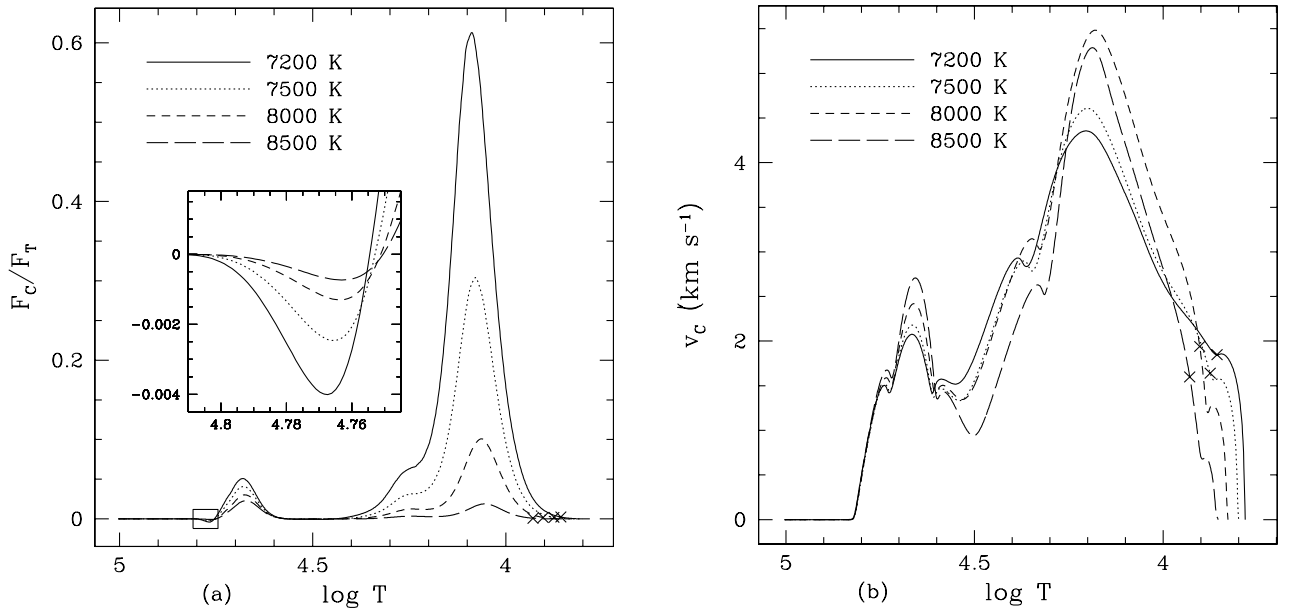 0.6
0.4
0.2
0
F_C/F_T
7200 K
7500 K
8000 K
8500 K
0
-0.002
-0.004
4.8
4.78
4.76
5
4.5
4
(a)
log T
4
2
0
v_C (km s⁻¹)
7200 K
7500 K
8000 K
8500 K
5
4.5
4
(b)
log T